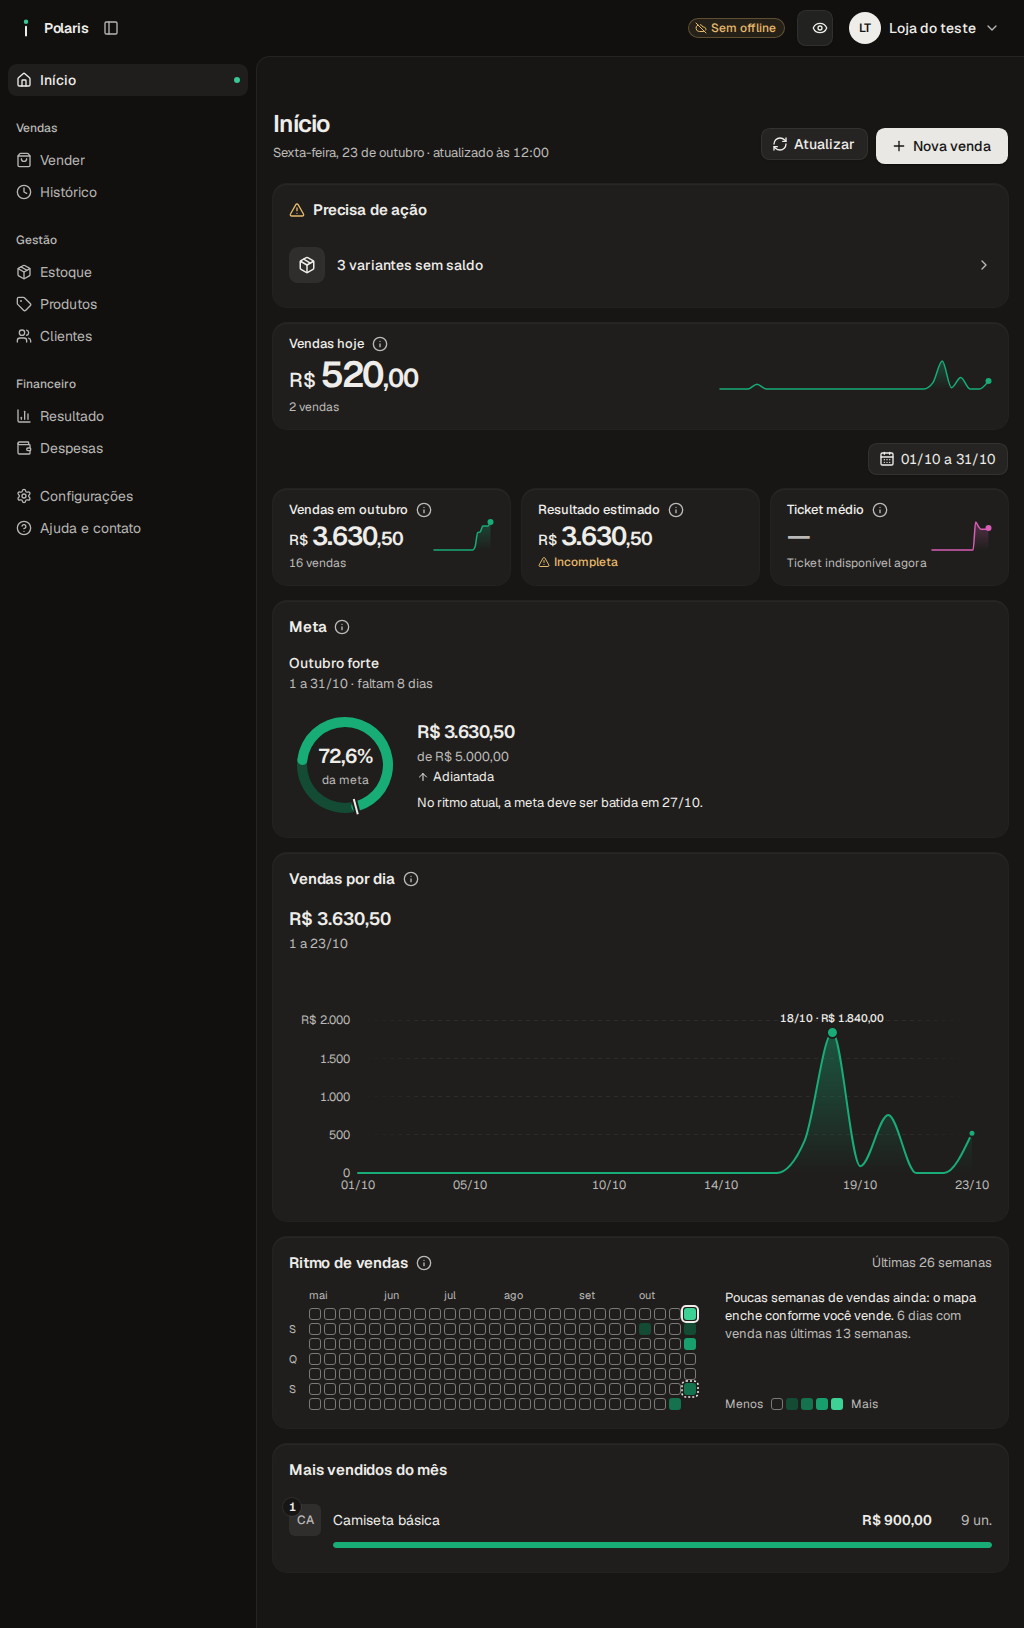 Polaris
Sem offline
LT Loja do teste
Início
Vendas
Vender
Histórico
Gestão
Estoque
Produtos
Clientes
Financeiro
Resultado
Despesas
Configurações
Ajuda e contato
Início
Sexta-feira, 23 de outubro · atualizado às 12:00
Atualizar
Nova venda
Precisa de ação
3 variantes sem saldo
Vendas hoje
R$ 520,00
2 vendas
01/10 a 31/10
Vendas em outubro
R$ 3.630,50
16 vendas
Resultado estimado
R$ 3.630,50
Incompleta
Ticket médio
—
Ticket indisponível agora
Meta
Outubro forte
1 a 31/10 · faltam 8 dias
72,6%
da meta
R$ 3.630,50
de R$ 5.000,00
Adiantada
No ritmo atual, a meta deve ser batida em 27/10.
Vendas por dia
R$ 3.630,50
1 a 23/10
18/10 · R$ 1.840,00
R$ 2.000
1.500
1.000
500
0
01/10 05/10 10/10 14/10 19/10 23/10
Ritmo de vendas
Últimas 26 semanas
mai jun jul ago set out
S
Q
S
Poucas semanas de vendas ainda: o mapa
enche conforme você vende. 6 dias com
venda nas últimas 13 semanas.
Menos Mais
Mais vendidos do mês
1
CA
Camiseta básica
R$ 900,00
9 un.